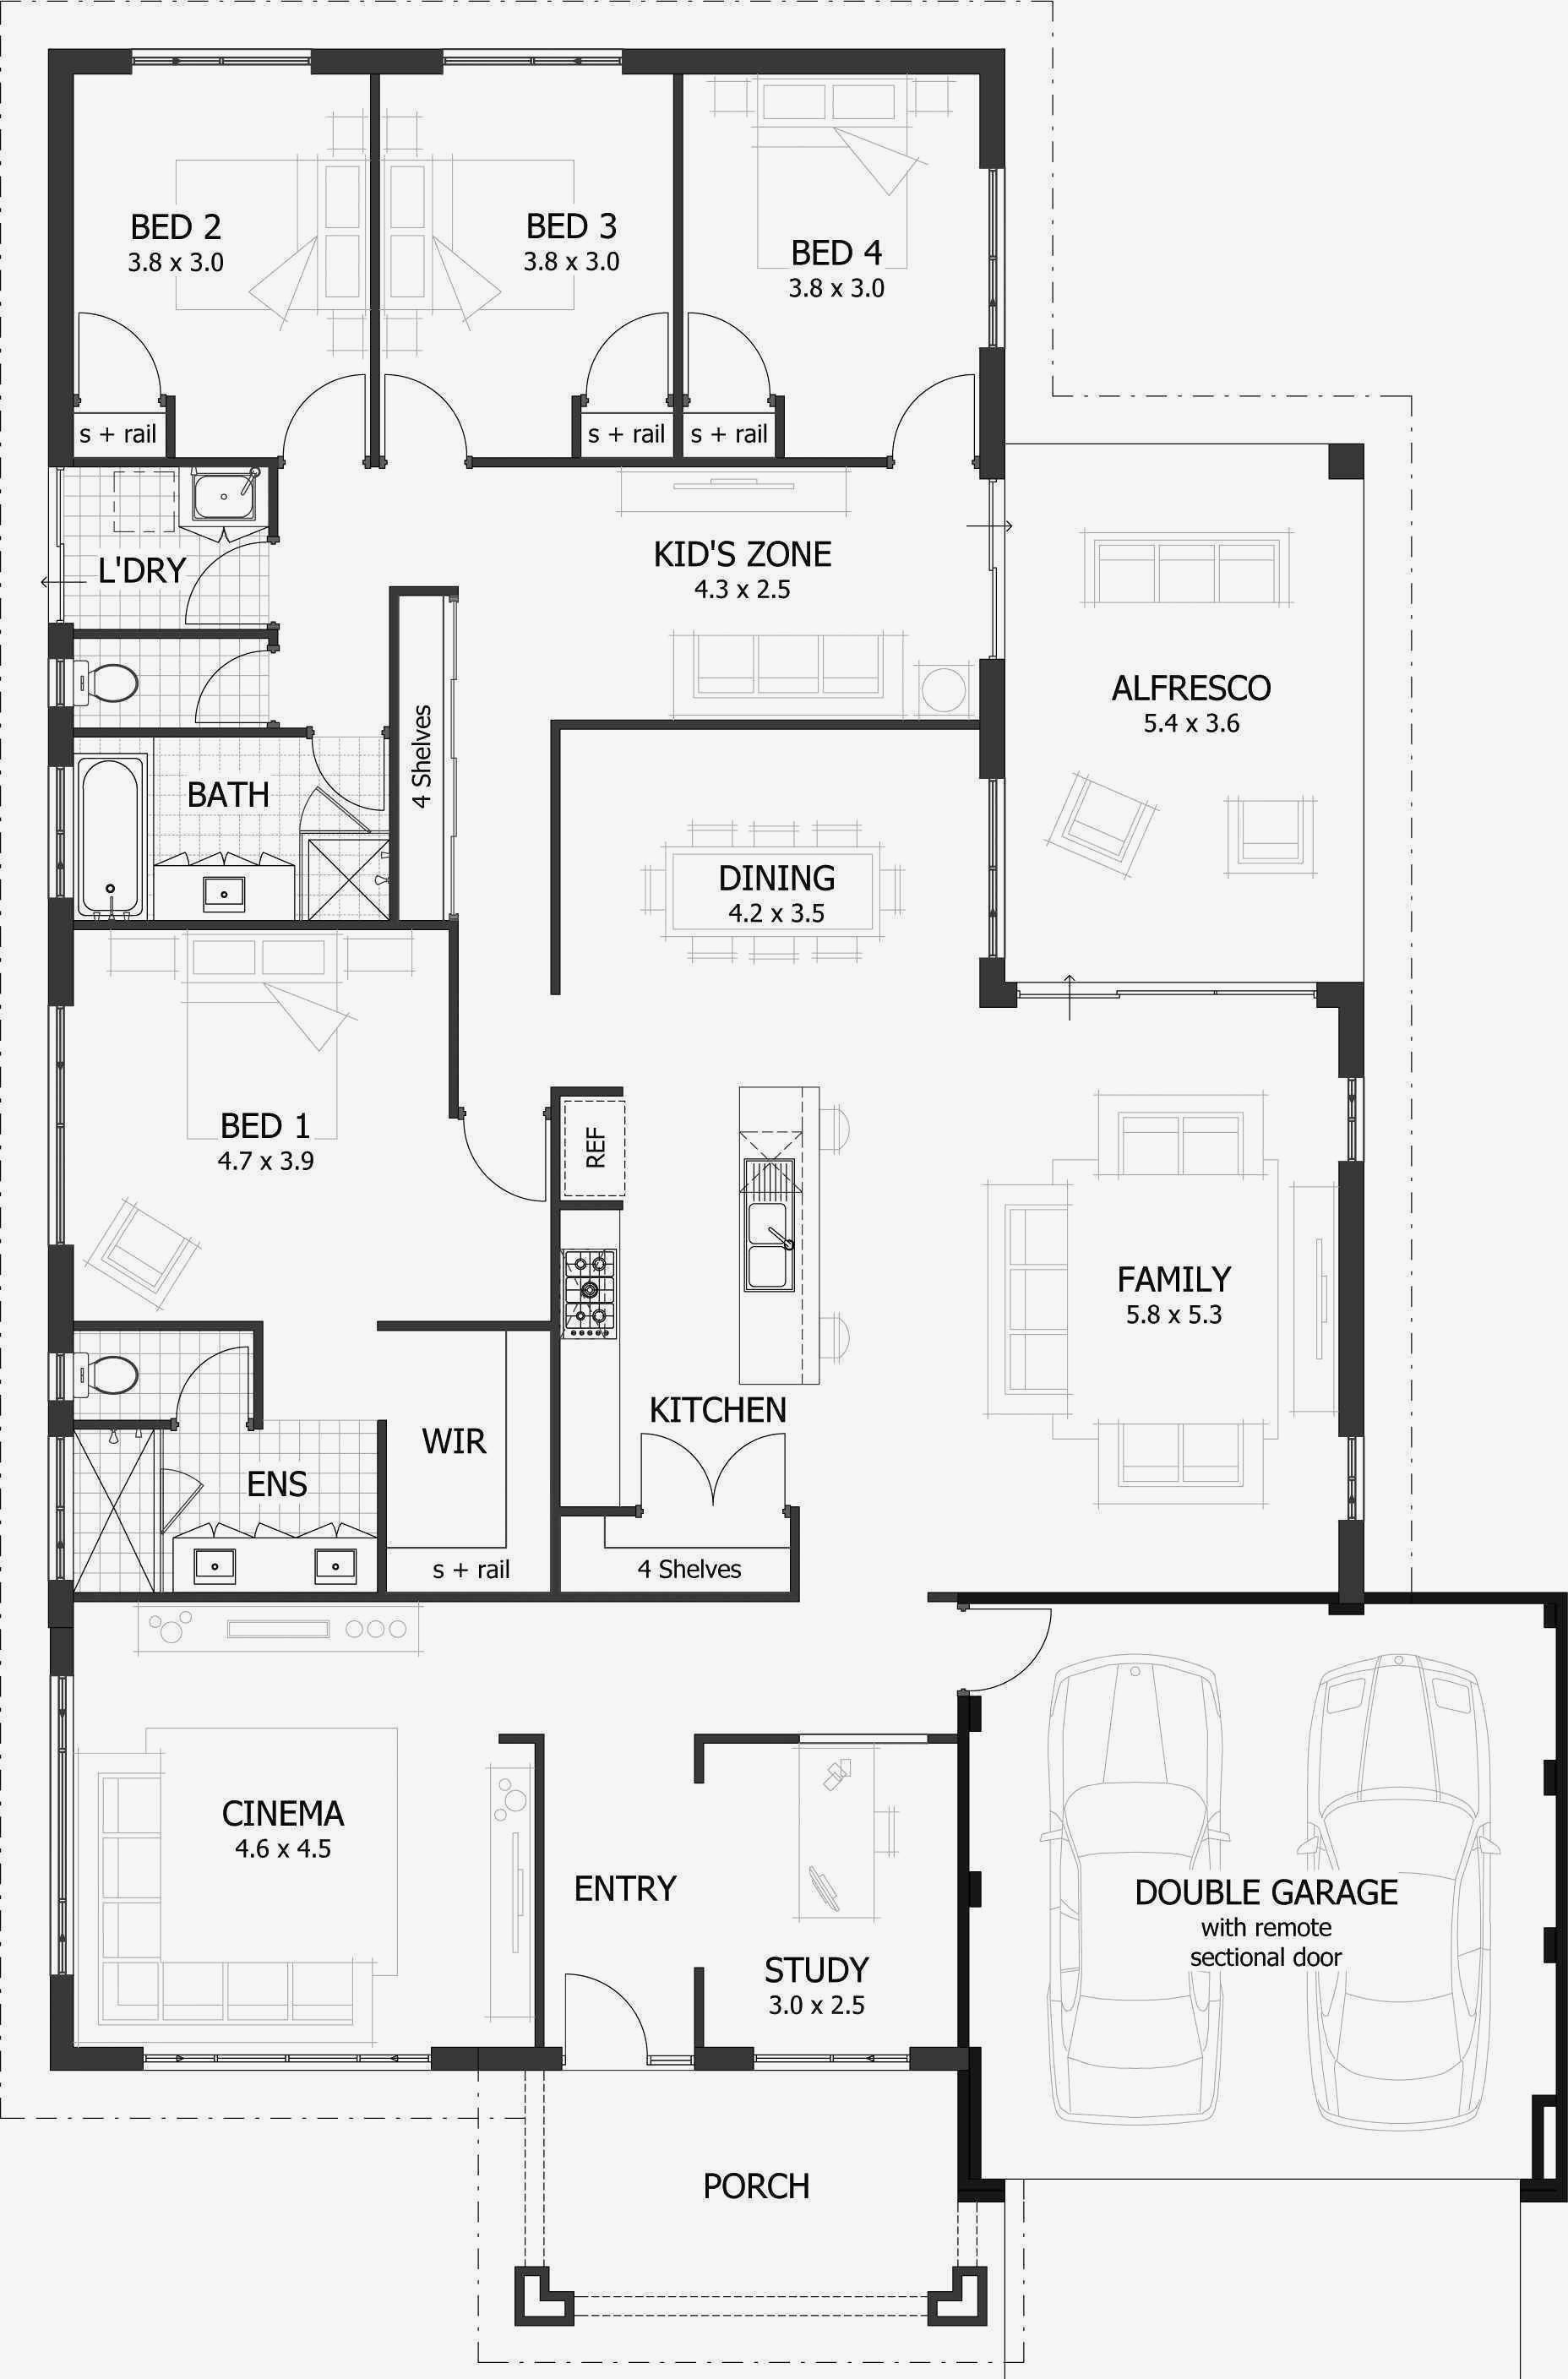 BED 2
3.8 x 3.0
BED 3
3.8 x 3.0
BED 4
3.8 x 3.0
s + rail
s + rail
s + rail
L'DRY
KID'S ZONE
4.3 x 2.5
ALFRESCO
5.4 x 3.6
4 Shelves
BATH
DINING
4.2 x 3.5
BED 1
4.7 x 3.9
REF
FAMILY
5.8 x 5.3
KITCHEN
WIR
ENS
s + rail
4 Shelves
CINEMA
4.6 x 4.5
ENTRY
STUDY
3.0 x 2.5
DOUBLE GARAGE
with remote
sectional door
PORCH